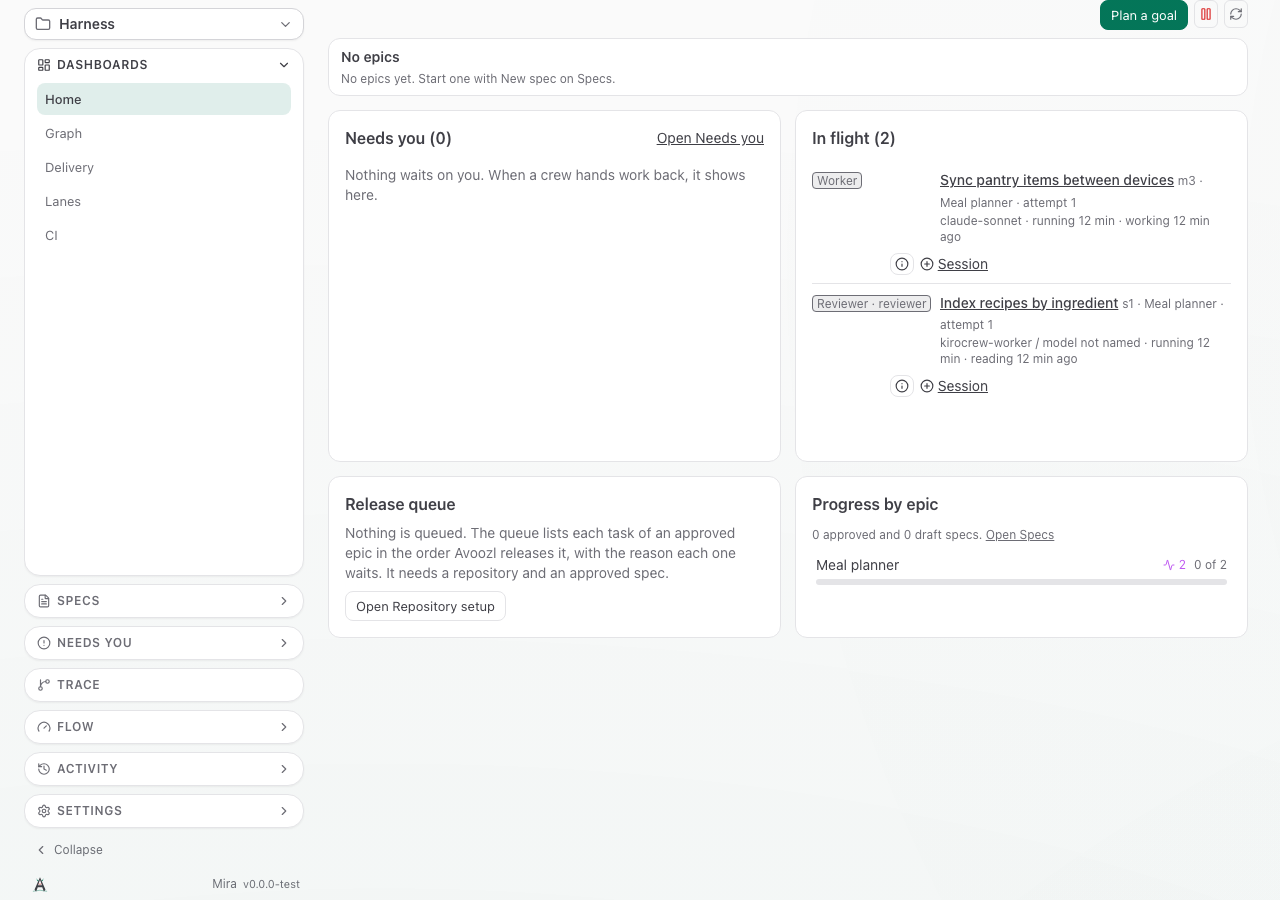 Harness
DASHBOARDS
Home
Graph
Delivery
Lanes
CI
SPECS
NEEDS YOU
TRACE
FLOW
ACTIVITY
SETTINGS
Collapse
Mira v0.0.0-test
Plan a goal
No epics
No epics yet. Start one with New spec on Specs.
Needs you (0)
Open Needs you
Nothing waits on you. When a crew hands work back, it shows
here.
In flight (2)
Worker
Sync pantry items between devices m3 ·
Meal planner · attempt 1
claude-sonnet · running 12 min · working 12 min
ago
Session
Reviewer · reviewer
Index recipes by ingredient s1 · Meal planner ·
attempt 1
kirocrew-worker / model not named · running 12
min · reading 12 min ago
Session
Release queue
Nothing is queued. The queue lists each task of an approved
epic in the order Avoozl releases it, with the reason each one
waits. It needs a repository and an approved spec.
Open Repository setup
Progress by epic
0 approved and 0 draft specs. Open Specs
Meal planner
2 0 of 2